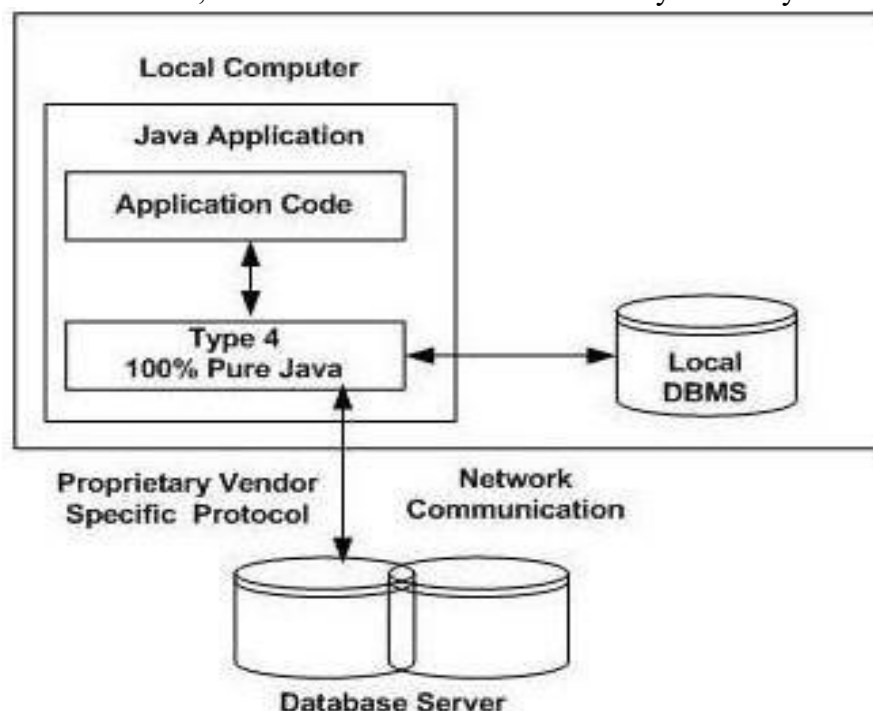 Local Computer
Java Application
Application Code
Type 4
100% Pure Java
Local
DBMS
Proprietary Vendor
Specific Protocol
Network
Communication
Database Server